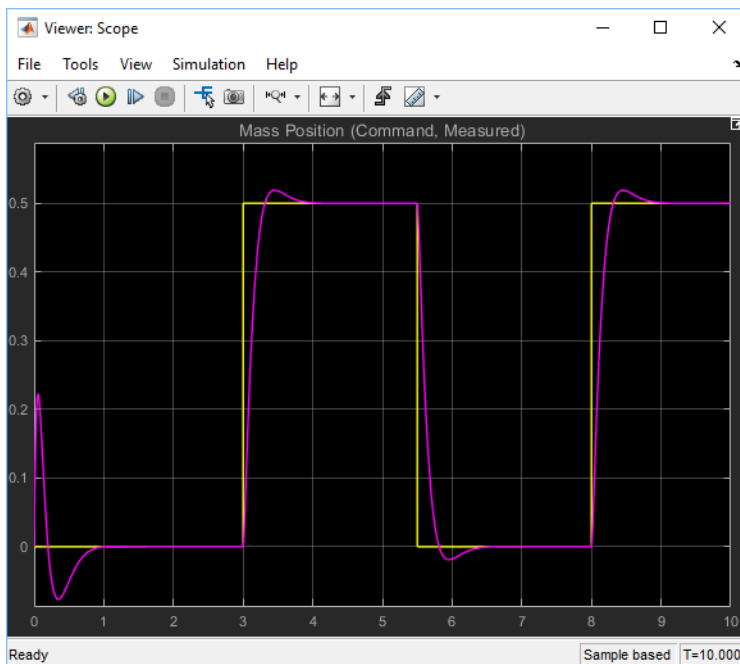 Viewer: Scope
File Tools View Simulation Help
Mass Position (Command, Measured)
0.5
0.4
0.3
0.2
0.1
0
0 1 2 3 4 5 6 7 8 9 10
Ready Sample based T=10.000